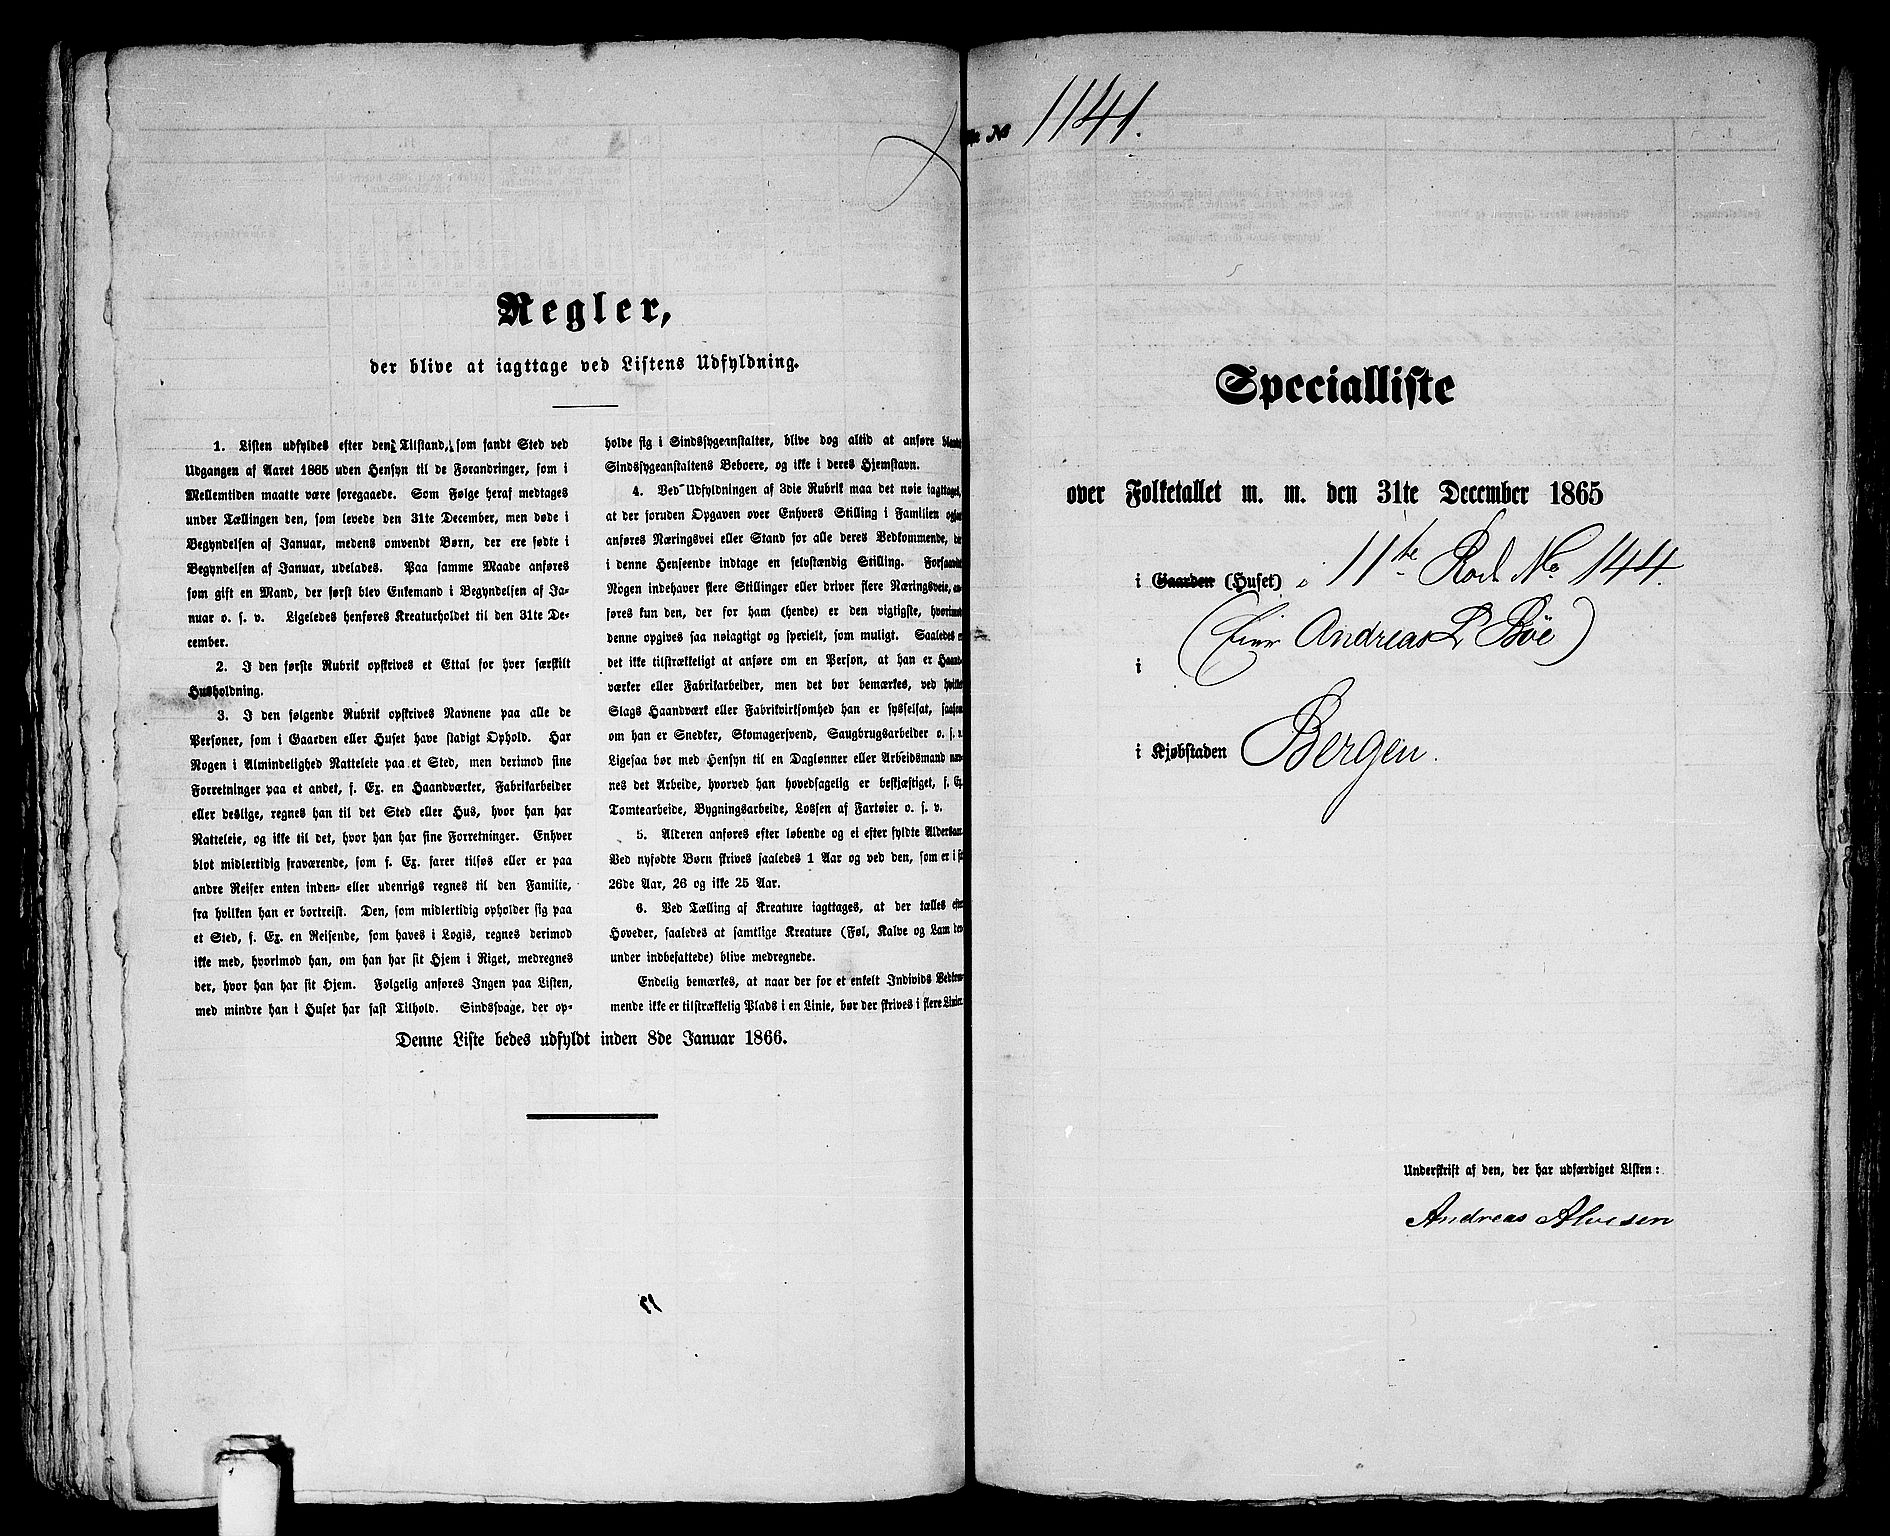 Regler,
der blive at iagttage ved Listens Udfyldning.
1. Listen udfyldes efter den Tilstand, som fandt Sted ved
Udgangen af Aaret 1865 uden Hensyn til de Forandringer, som i
Mellemtiden maatte være foregaaede. Som Følge heraf medtages
under Tællingen den, som levede den 31te December, men døde i
Begyndelsen af Januar, medens omvendt Børn, der ere fødte i
Begyndelsen af Januar, udelades. Paa samme Maade anføres
som gift en Mand, der først blev Enkemand i Begyndelsen af Ja-
nuar o. s. v. Ligeledes henføres Kreaturholdet til den 31te De-
cember.
2. I den første Rubrik opskrives et Ettal for hver særskilt
Husholdning.
3. I den følgende Rubrik opskrives Navnene paa alle de
Personer, som i Gaarden eller Huset have stadigt Ophold. Har
Nogen i Almindelighed Natteleie paa et Sted, men derimod sine
Forretninger paa et andet, f. Ex. en Haandværker, Fabrikarbeider
eller deslige, regnes han til det Sted eller Hus, hvor han har
Natteleie, og ikke til det, hvor han har sine Forretninger. Enhver
blot midlertidig fraværende, som f. Ex. farer tilsøs eller er paa
andre Reiser enten inden- eller udenrigs regnes til den Familie,
fra hvilken han er bortreist. Den, som midlertidig opholder sig paa
et Sted, f. Ex. en Reisende, som haves i Logis, regnes derimod
ikke med, hvorimod han, om han har sit Hjem i Riget, medregnes
der, hvor han har sit Hjem. Følgelig anføres Ingen paa Listen,
med mindre han i Huset har fast Tilhold. Sindssvage, der op-
holde sig i Sindssygeanstalter, blive dog altid at anføre blandt
Sindssygeanstaltens Beboere, og ikke i deres Hjemstavn.
4. Ved Udfyldningen af 3die Rubrik maa det nøie iagttages,
at der foruden Opgaven over Enhvers Stilling i Familien
anføres Næringsvei eller Stand for alle deres Vedkommende,
i denne Henseende indtage en selvstændig Stilling.
Nogen indehaver flere Stillinger eller driver flere Næringsveie, an-
føres kun den, der for ham (hende) er den vigtigste, hvorimod
denne opgives saa nøiagtigt og specielt, som muligt. Saaledes
det ikke tilstrækkeligt at anføre om en Person, at han er Haand-
værker eller Fabrikarbeider, men det bør bemærkes, ved hvilket
Slags Haandværk eller Fabrikvirksomhed han er sysselsat,
om han er Snedker, Skomagersvend, Saugbrugsarbeider o. s. v.
Ligesaa bør med Hensyn til en Daglønner eller Arbeidsmand
nes det Arbeide, hvorved han hovedsagelig er beskjæftiget, f. Ex.
Tomtearbeide, Bygningsarbeide, Lossen af Fartøier o. s. v.
5. Alderen anføres efter løbende og ei efter fyldte
Ved nyfødte Børn skrives saaledes 1 Aar og ved den, som er i sit
26de Aar, 26 og ikke 25 Aar.
6. Ved Tælling af Kreature iagttages, at der tælles efter
Hoveder, saaledes at samtlige Kreature (Føl, Kalve og Lam
under indbefattede) blive medregnede.
Endelig bemærkes, at naar der for et enkelt Individs Vedkom-
mende ikke er tilstrækkelig Plads i en Linie, bør der skrives i flere Linier.
Denne Liste bedes udfyldt inden 8de Januar 1866.
No 1141.
Specialliste
over Folketallet m. m. den 31te December 1865
i Gaarden (Huset) i 11te Rode No 144.
(Eier Andreas L Böe)
i
i Kjøbstaden Bergen.
Underskrift af den, der har udfærdiget Listen:
Andreas Alvesen